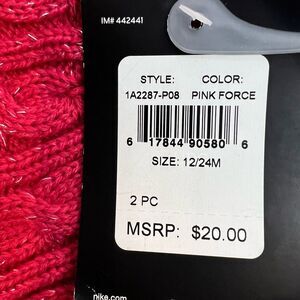 IM# 442441
STYLE: COLOR:
1A2287-P08 PINK FORCE
6 17844 90580 6
SIZE: 12/24M
2 PC
MSRP: $20.00
nike.com